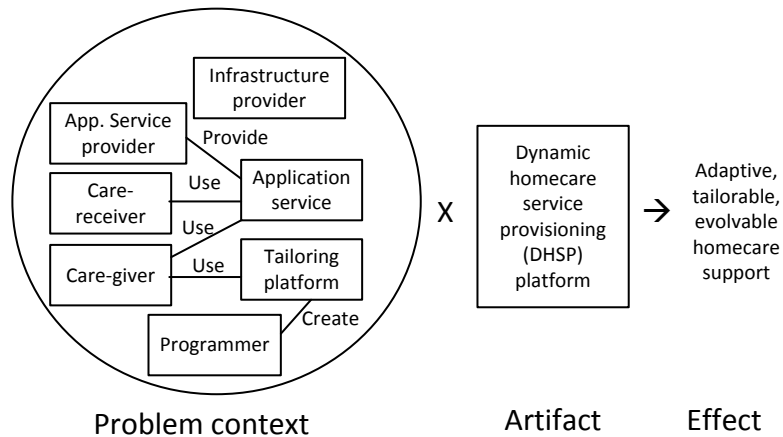 Infrastructure
provider
App. Service
provider
Provide
Care-
receiver
Use
Application
service
Use
Care-giver
Use
Tailoring
platform
Create
Programmer
X
Dynamic
homecare
service
provisioning
(DHSP)
platform
→
Adaptive,
tailorable,
evolvable
homecare
support
Problem context
Artifact
Effect